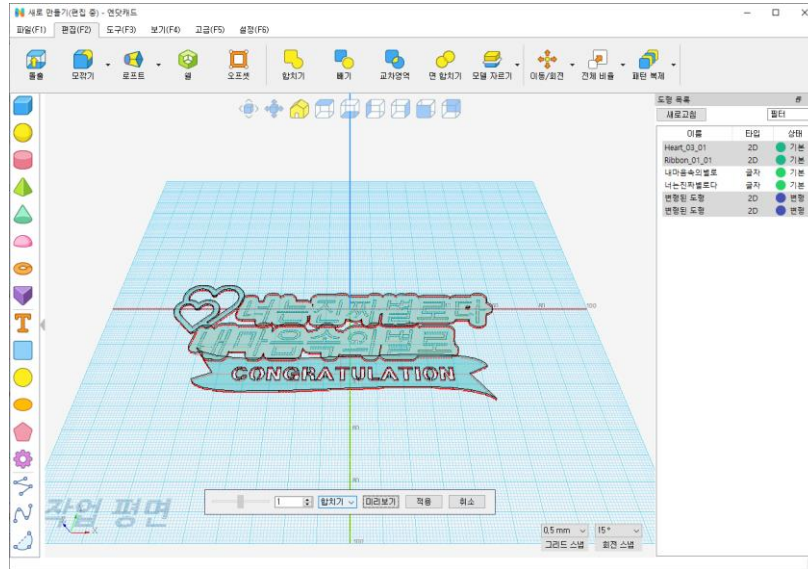 새로 만들기(편집 중) - 엔닷캐드
파일(F1) 편집(F2) 도구(F3) 보기(F4) 고급(F5) 설정(F6)
돌출 모깎기 로프트 쉘 오프셋 합치기 빼기 교차영역 면 합치기 모델 자르기 이동/회전 전체 비율 패턴 복제
도형 목록
새로고침 필터
이름 타입 상태
Heart_03_01 2D 기본
Ribbon_01_01 2D 기본
내마음속의별로 글자 기본
너는진짜별로다 글자 기본
변형된 도형 2D 변형
변형된 도형 2D 변형
너는진짜별로다
80 100
내마음속의별로
CONGRATULATION
60
80
1 합치기 미리보기 적용 취소
작업 평면
X
0,5 mm 15 °
그리드 스냅 회전 스냅
100